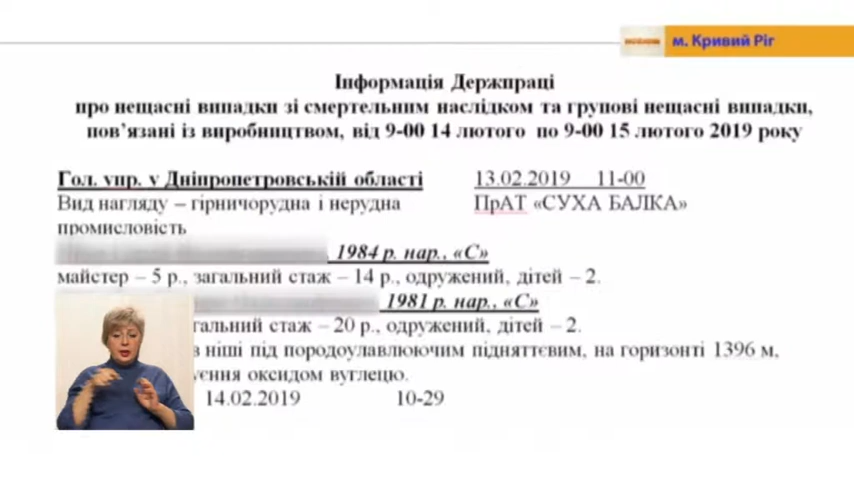 новини
м. Кривий Ріг
Інформація Держпраці
про нещасні випадки зі смертельним наслідком та групові нещасні випадки,
пов’язані із виробництвом, від 9-00 14 лютого по 9-00 15 лютого 2019 року
Гол. упр. у Дніпропетровській області 13.02.2019 11-00
Вид нагляду – гірничорудна і нерудна ПрАТ «СУХА БАЛКА»
промисловість
, 1984 р. нар., «С»
майстер – 5 р., загальний стаж – 14 р., одружений, дітей – 2.
1981 р. нар., «С»
гальний стаж – 20 р., одружений, дітей – 2.
в ніші під породоулавлюючим підняттєвим, на горизонті 1396 м,
уєння оксидом вуглецю.
14.02.2019 10-29